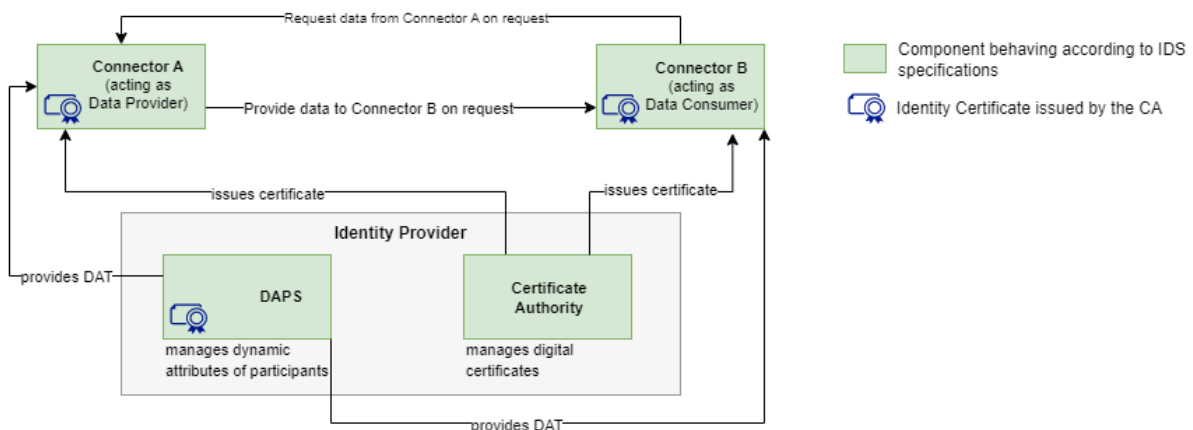 Request data from Connector A on request
Connector A
(acting as
Data Provider)
Connector B
(acting as
Data Consumer)
Component behaving according to IDS
specifications
Provide data to Connector B on request
Identity Certificate issued by the CA
issues certificate
issues certificate
Identity Provider
provides DAT
DAPS
Certificate
Authority
manages dynamic
attributes of participants
manages digital
certificates
provides DAT